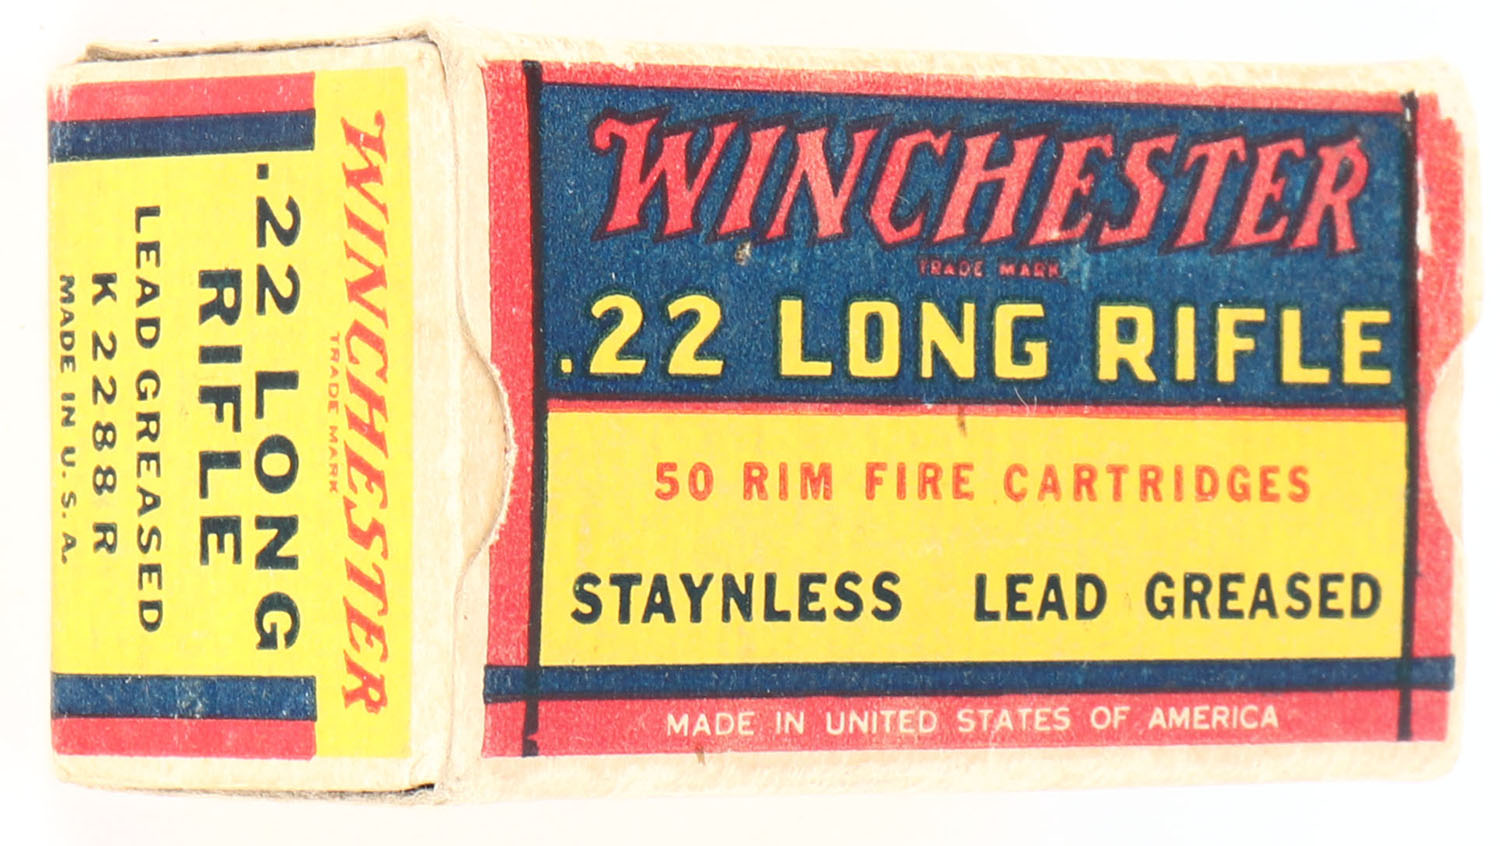 WINCHESTER
TRADE MARK
.22 LONG RIFLE
50 RIM FIRE CARTRIDGES
STAYNLESS LEAD GREASED
MADE IN UNITED STATES OF AMERICA
WINCHESTER
TRADE MARK
.22 LONG
RIFLE
LEAD GREASED
K2288R
MADE IN U.S.A.